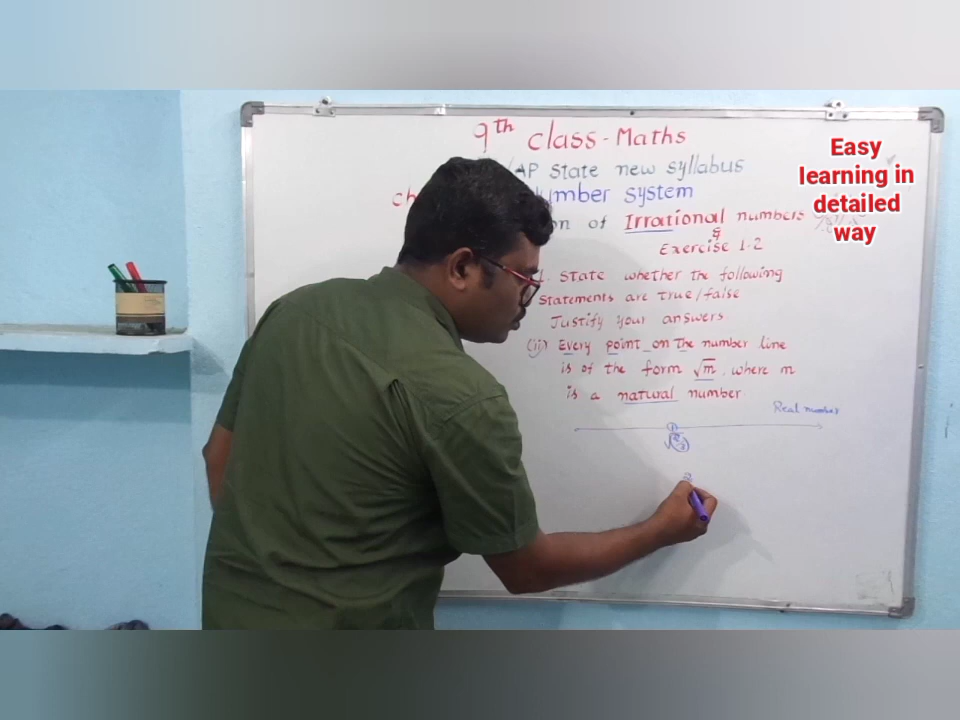 9th class - Maths
/AP State new syllabus
ch umber system
on of Irrational numbers
&
Exercise 1.2
1. State whether the following
Statements are true/false
Justify your answers
(ii) Every point on the number line
is of the form √m, where m
is a natural number
Real number
Easy
learning in
detailed
way